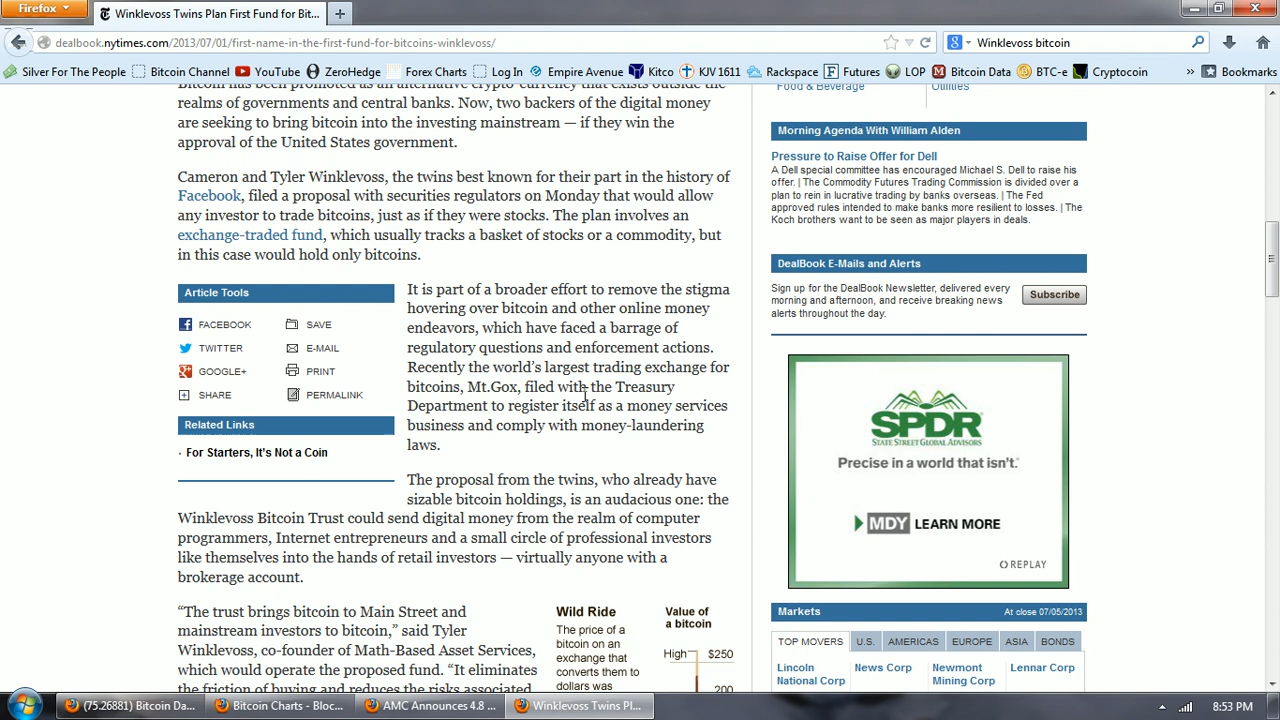 Firefox
Winklevoss Twins Plan First Fund for Bit...
dealbook.nytimes.com/2013/07/01/first-name-in-the-first-fund-for-bitcoins-winklevoss/
Winklevoss bitcoin
Silver For The People
Bitcoin Channel
YouTube
ZeroHedge
Forex Charts
Log In
Empire Avenue
Kitco
KJV 1611
Rackspace
Futures
LOP
Bitcoin Data
BTC-e
Cryptocoin
»
Bookmarks
Bitcoin has been promoted as an alternative crypto-currency that exists outside the
realms of governments and central banks. Now, two backers of the digital money
are seeking to bring bitcoin into the investing mainstream — if they win the
approval of the United States government.
Cameron and Tyler Winklevoss, the twins best known for their part in the history of
Facebook, filed a proposal with securities regulators on Monday that would allow
any investor to trade bitcoins, just as if they were stocks. The plan involves an
exchange-traded fund, which usually tracks a basket of stocks or a commodity, but
in this case would hold only bitcoins.
Article Tools
FACEBOOK
SAVE
TWITTER
E-MAIL
GOOGLE+
PRINT
SHARE
PERMALINK
Related Links
For Starters, It's Not a Coin
It is part of a broader effort to remove the stigma
hovering over bitcoin and other online money
endeavors, which have faced a barrage of
regulatory questions and enforcement actions.
Recently the world's largest trading exchange for
bitcoins, Mt.Gox, filed with the Treasury
Department to register itself as a money services
business and comply with money-laundering
laws.
The proposal from the twins, who already have
sizable bitcoin holdings, is an audacious one: the
Winklevoss Bitcoin Trust could send digital money from the realm of computer
programmers, Internet entrepreneurs and a small circle of professional investors
like themselves into the hands of retail investors — virtually anyone with a
brokerage account.
"The trust brings bitcoin to Main Street and
mainstream investors to bitcoin," said Tyler
Winklevoss, co-founder of Math-Based Asset Services,
which would operate the proposed fund. "It eliminates
the friction of buying and reduces the risks associated
Wild Ride
The price of a
bitcoin on an
exchange that
converts them to
dollars was
Value of
a bitcoin
High
$250
200
Food & Beverage
Utilities
Morning Agenda With William Alden
Pressure to Raise Offer for Dell
A Dell special committee has encouraged Michael S. Dell to raise his
offer. | The Commodity Futures Trading Commission is divided over a
plan to rein in lucrative trading by banks overseas. | The Fed
approved rules intended to make banks more resilient to losses. | The
Koch brothers want to be seen as major players in deals.
DealBook E-Mails and Alerts
Sign up for the DealBook Newsletter, delivered every
morning and afternoon, and receive breaking news
alerts throughout the day.
Subscribe
SPDR
STATE STREET GLOBAL ADVISORS
Precise in a world that isn't.
MDY LEARN MORE
REPLAY
Markets
At close 07/05/2013
TOP MOVERS
U.S.
AMERICAS
EUROPE
ASIA
BONDS
Lincoln
National Corp
News Corp
Newmont
Mining Corp
Lennar Corp
(75.26881) Bitcoin Da...
Bitcoin Charts - Bloc...
AMC Announces 4.8 ...
Winklevoss Twins Pl...
8:53 PM